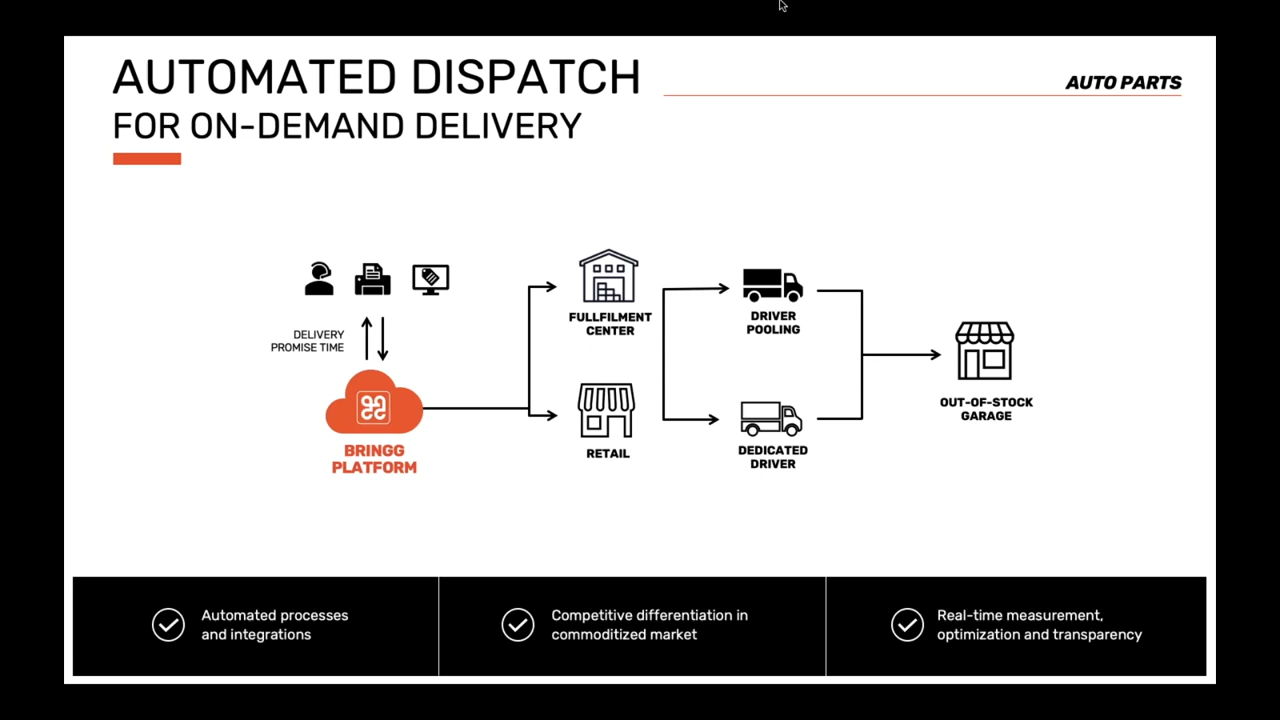 AUTOMATED DISPATCH
FOR ON-DEMAND DELIVERY
AUTO PARTS
DELIVERY
PROMISE TIME
BRINGG
PLATFORM
FULLFILMENT
CENTER
RETAIL
DRIVER
POOLING
DEDICATED
DRIVER
OUT-OF-STOCK
GARAGE
Automated processes
and integrations
Competitive differentiation in
commoditized market
Real-time measurement,
optimization and transparency